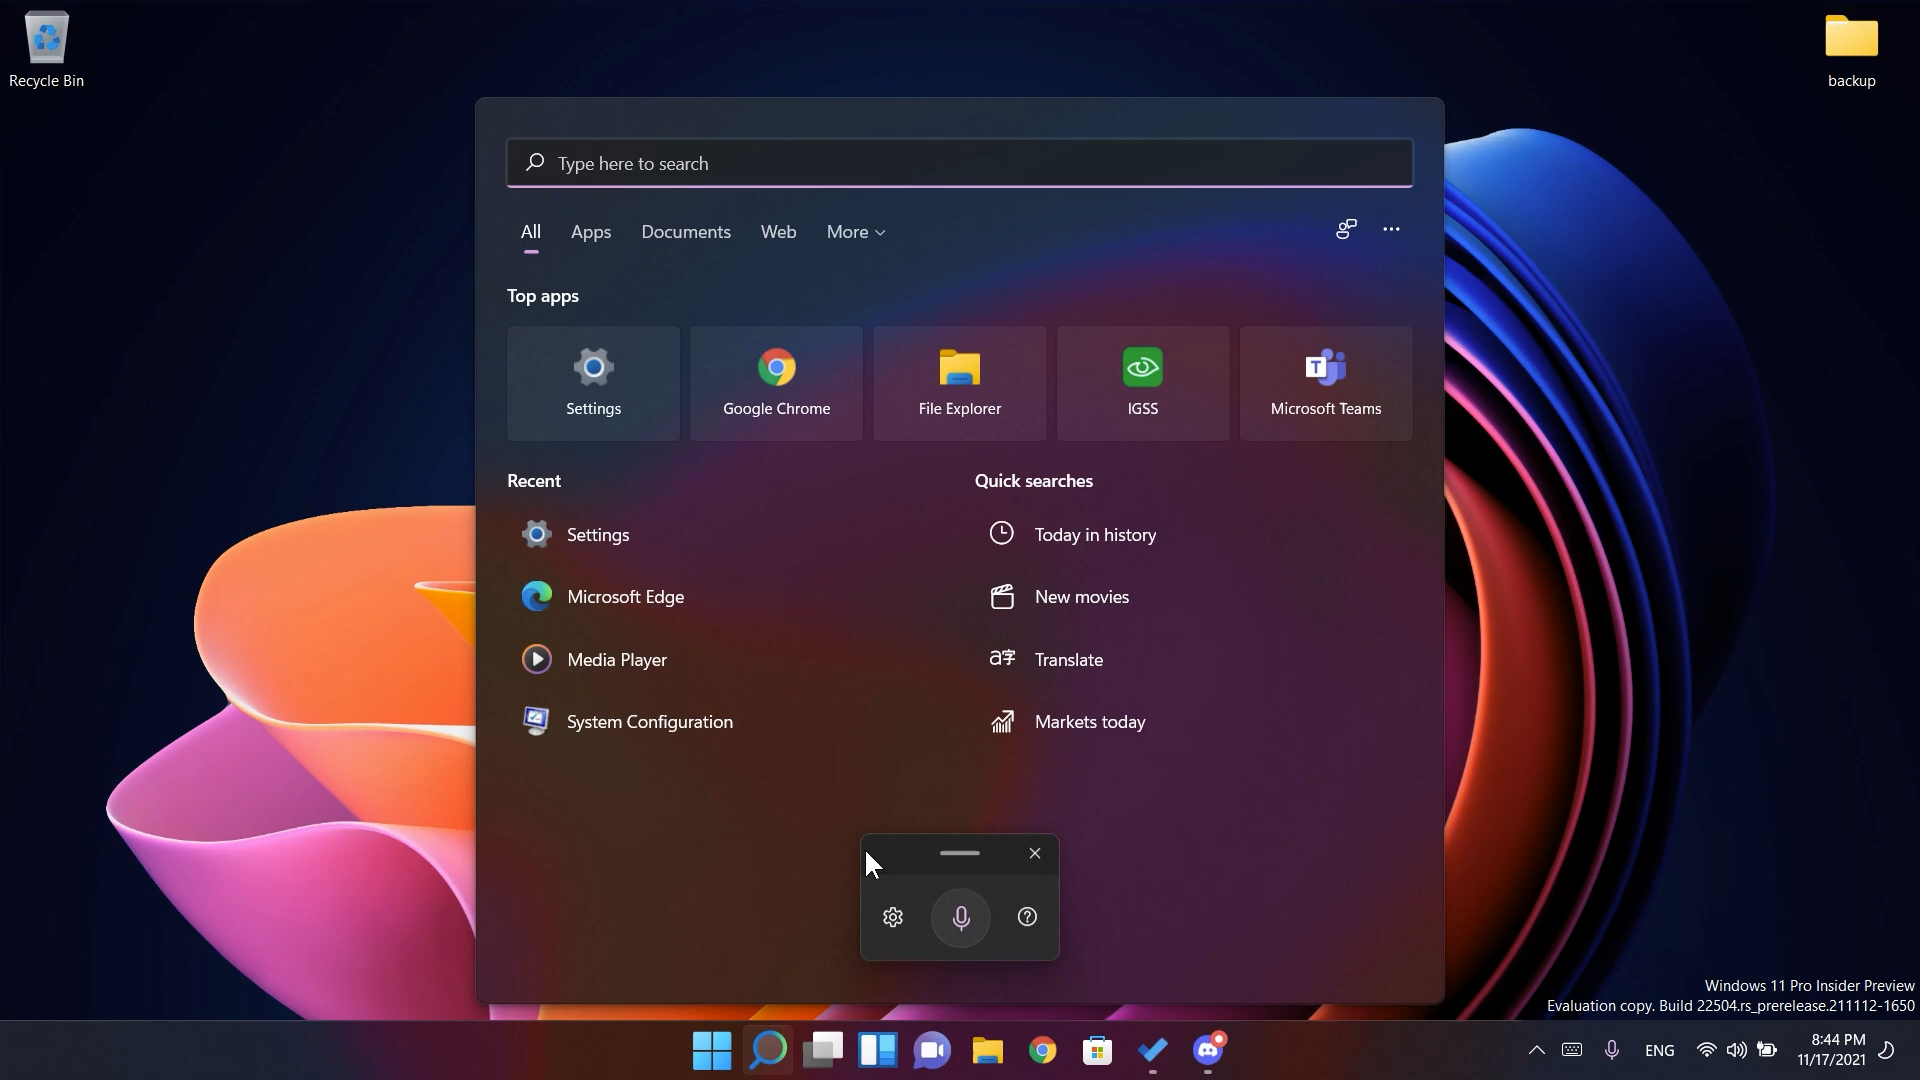 Recycle Bin
backup
Type here to search
All Apps Documents Web More
Top apps
Settings Google Chrome File Explorer IGSS Microsoft Teams
Recent
Settings
Microsoft Edge
Media Player
System Configuration
Quick searches
Today in history
New movies
Translate
Markets today
Windows 11 Pro Insider Preview
Evaluation copy. Build 22504.rs_prerelease.211112-1650
ENG
8:44 PM
11/17/2021